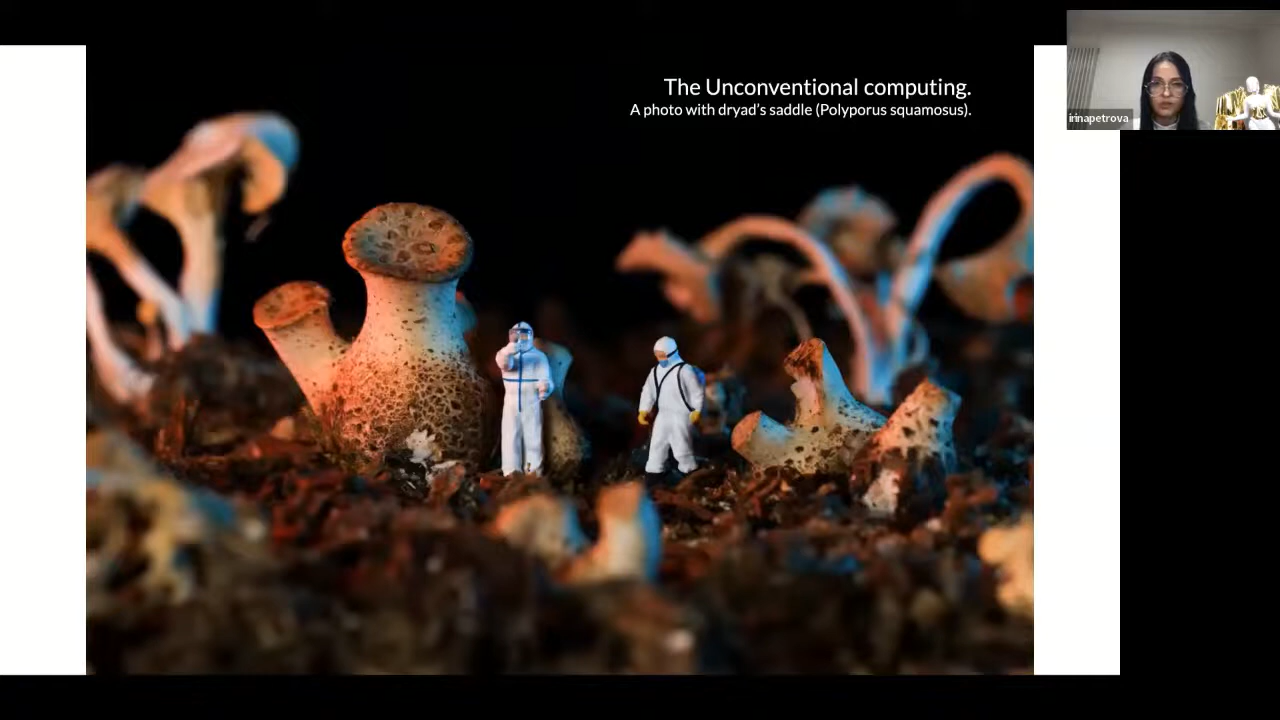 The Unconventional computing.
A photo with dryad's saddle (Polyporus squamosus).
irinapetrova